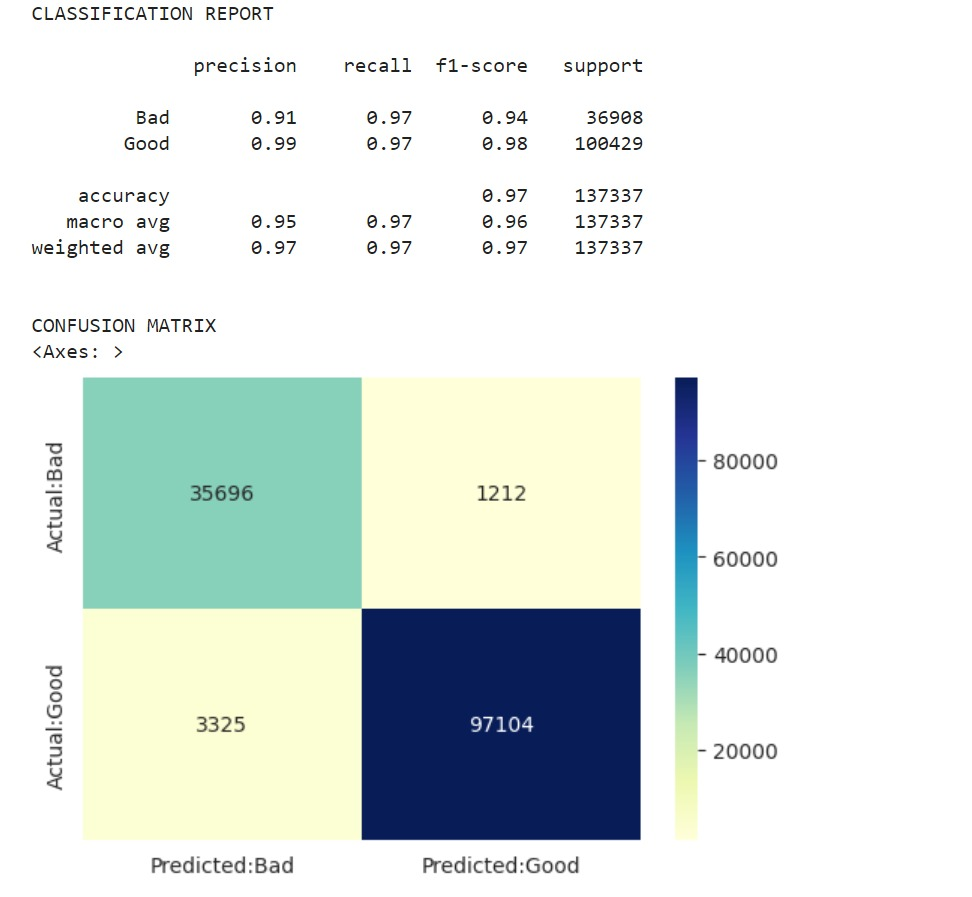 CLASSIFICATION REPORT
precision recall f1-score support
Bad 0.91 0.97 0.94 36908
Good 0.99 0.97 0.98 100429
accuracy 0.97 137337
macro avg 0.95 0.97 0.96 137337
weighted avg 0.97 0.97 0.97 137337
CONFUSION MATRIX
<Axes: >
Actual:Bad
35696 1212
Actual:Good
3325 97104
Predicted:Bad Predicted:Good
80000
60000
40000
20000